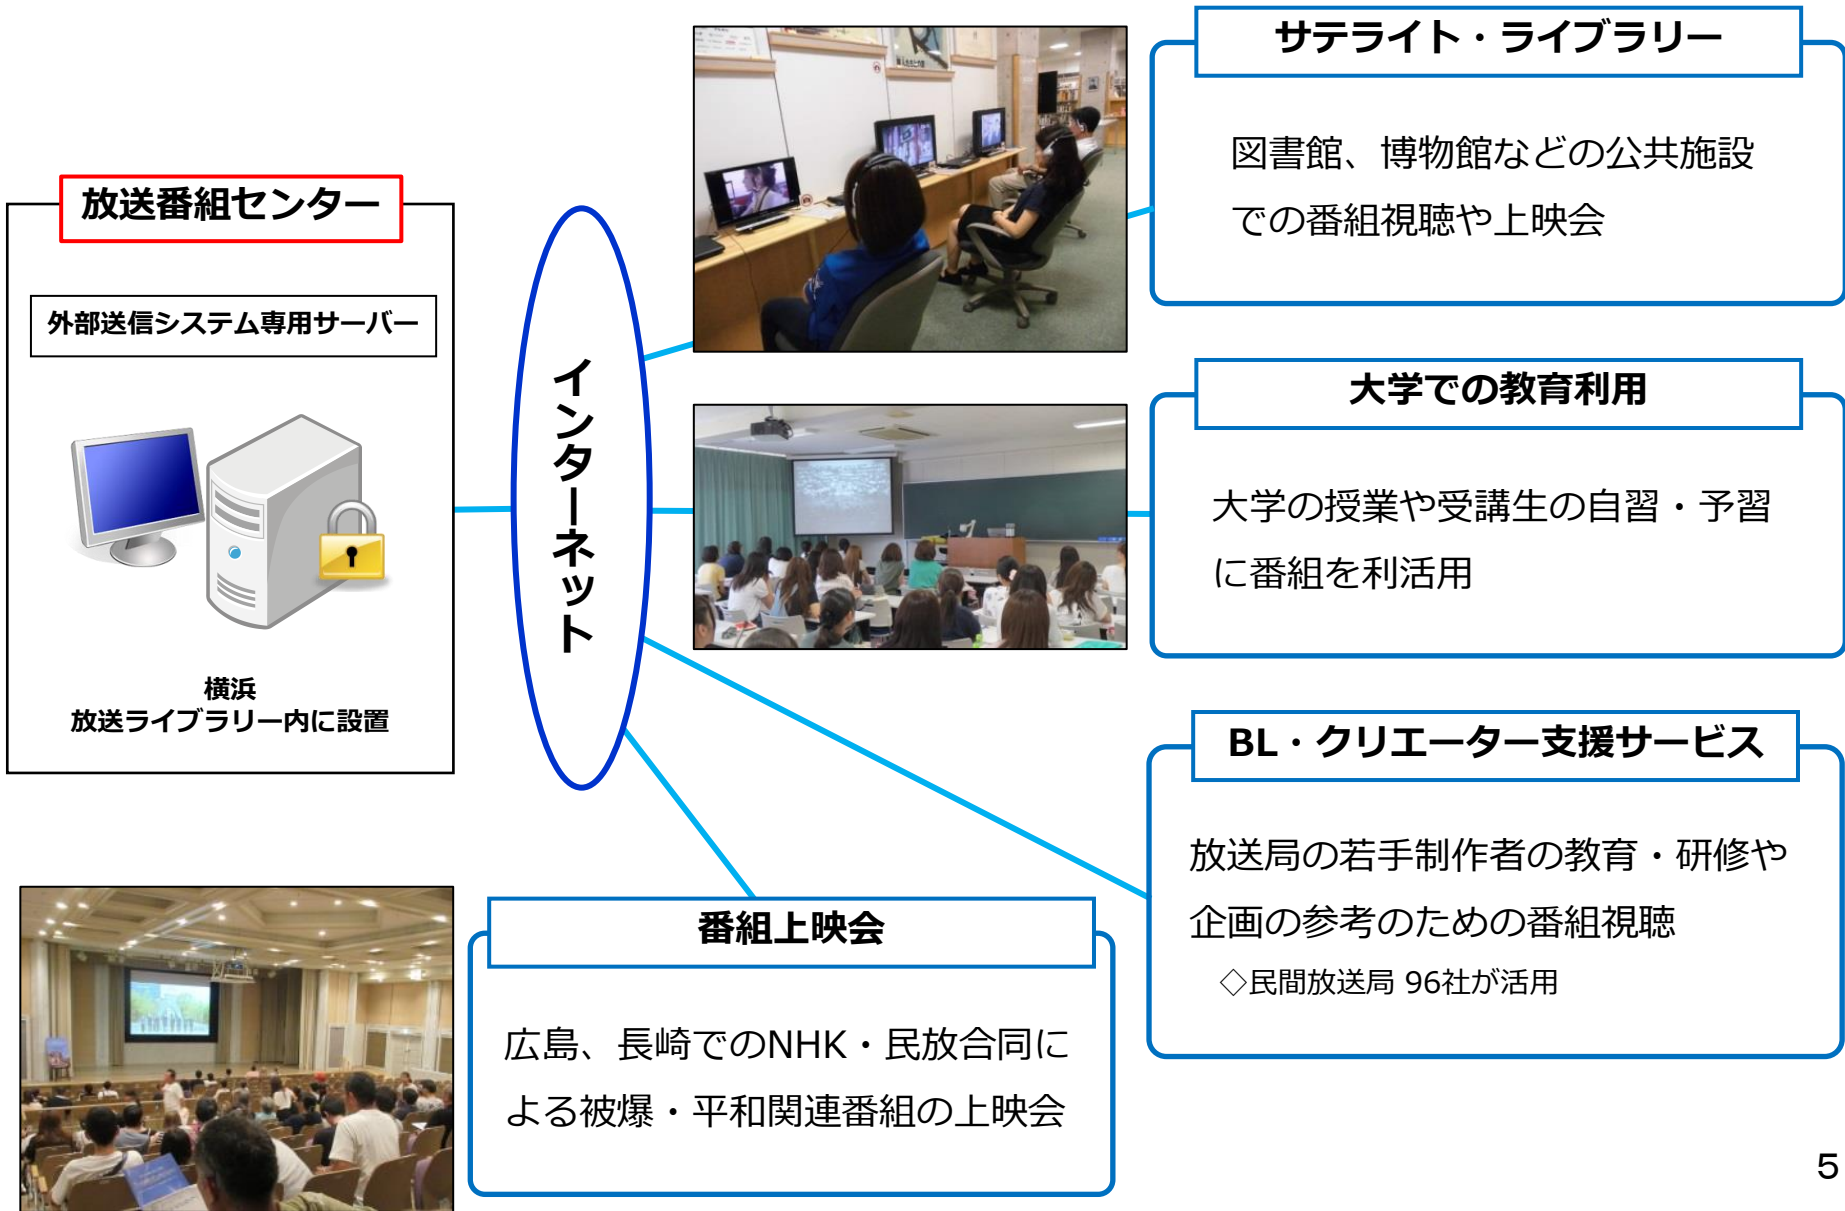 放送番組センター
外部送信システム専用サーバー
横浜
放送ライブラリー内に設置
インターネット
サテライト・ライブラリー
図書館、博物館などの公共施設
での番組視聴や上映会
大学での教育利用
大学の授業や受講生の自習・予習
に番組を利活用
BL・クリエーター支援サービス
放送局の若手制作者の教育・研修や
企画の参考のための番組視聴
◇民間放送局 96社が活用
番組上映会
広島、長崎でのNHK・民放合同に
よる被爆・平和関連番組の上映会
5